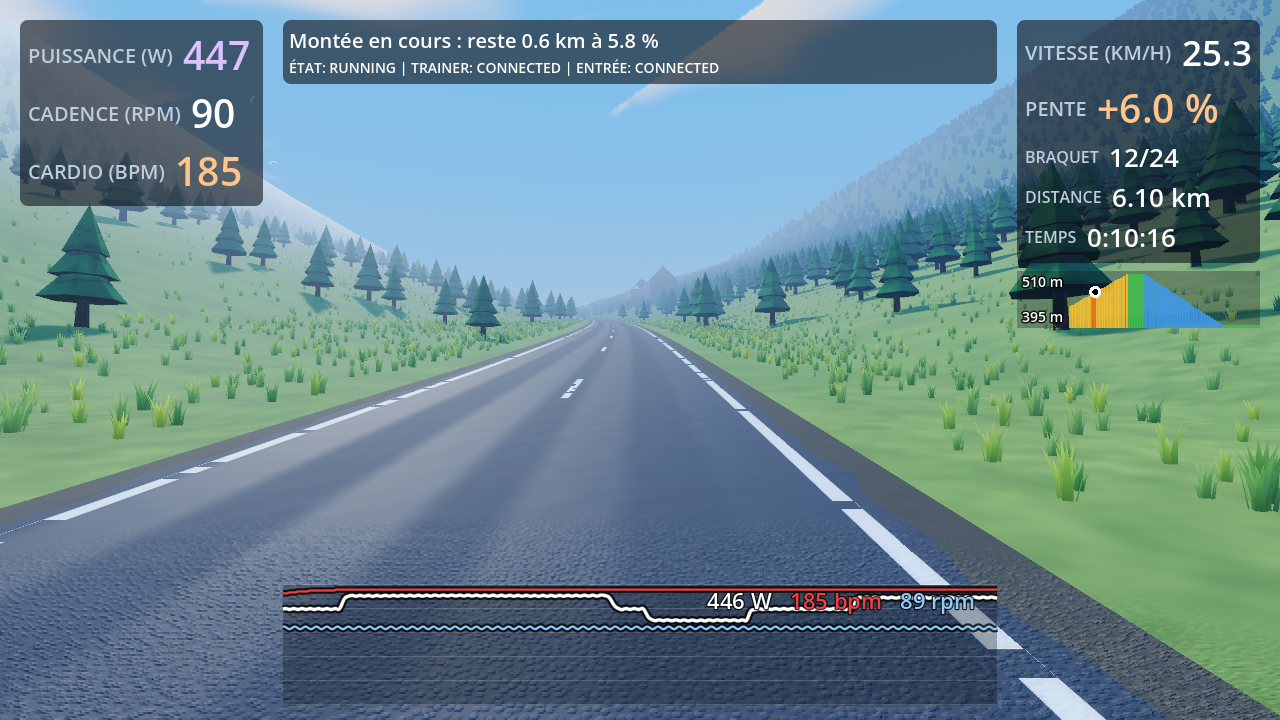 PUISSANCE (W) 447
CADENCE (RPM) 90
CARDIO (BPM) 185
Montée en cours : reste 0.6 km à 5.8 %
ÉTAT: RUNNING | TRAINER: CONNECTED | ENTRÉE: CONNECTED
VITESSE (KM/H) 25.3
PENTE +6.0 %
BRAQUET 12/24
DISTANCE 6.10 km
TEMPS 0:10:16
510 m
395 m
446 W 185 bpm 89 rpm